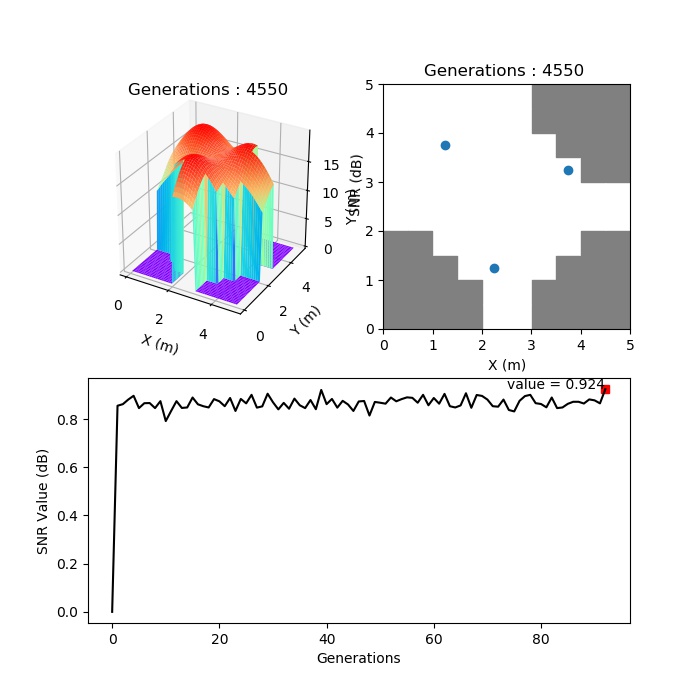 Generations : 4550
15
10
5
0
SNR (dB)
0
2
4
X (m)
0
2
4
Y (m)
Generations : 4550
5
4
3
2
1
0
Y (m)
0 1 2 3 4 5
X (m)
value = 0.924
0.8
0.6
0.4
0.2
0.0
SNR Value (dB)
0 20 40 60 80
Generations